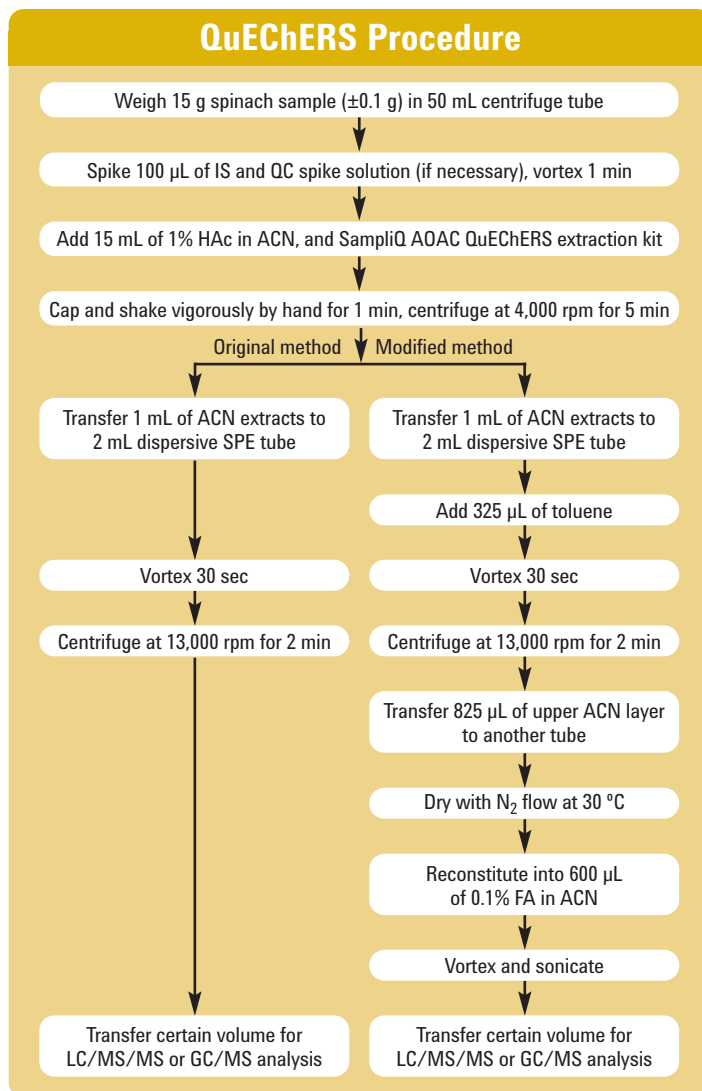 QuEChERS Procedure
Weigh 15 g spinach sample (±0.1 g) in 50 mL centrifuge tube
Spike 100 µL of IS and QC spike solution (if necessary), vortex 1 min
Add 15 mL of 1% HAc in ACN, and SampliQ AOAC QuEChERS extraction kit
Cap and shake vigorously by hand for 1 min, centrifuge at 4,000 rpm for 5 min
Original method
Modified method
Transfer 1 mL of ACN extracts to
2 mL dispersive SPE tube
Vortex 30 sec
Centrifuge at 13,000 rpm for 2 min
Transfer certain volume for
LC/MS/MS or GC/MS analysis
Transfer 1 mL of ACN extracts to
2 mL dispersive SPE tube
Add 325 µL of toluene
Vortex 30 sec
Centrifuge at 13,000 rpm for 2 min
Transfer 825 µL of upper ACN layer
to another tube
Dry with N₂ flow at 30 ºC
Reconstitute into 600 µL
of 0.1% FA in ACN
Vortex and sonicate
Transfer certain volume for
LC/MS/MS or GC/MS analysis